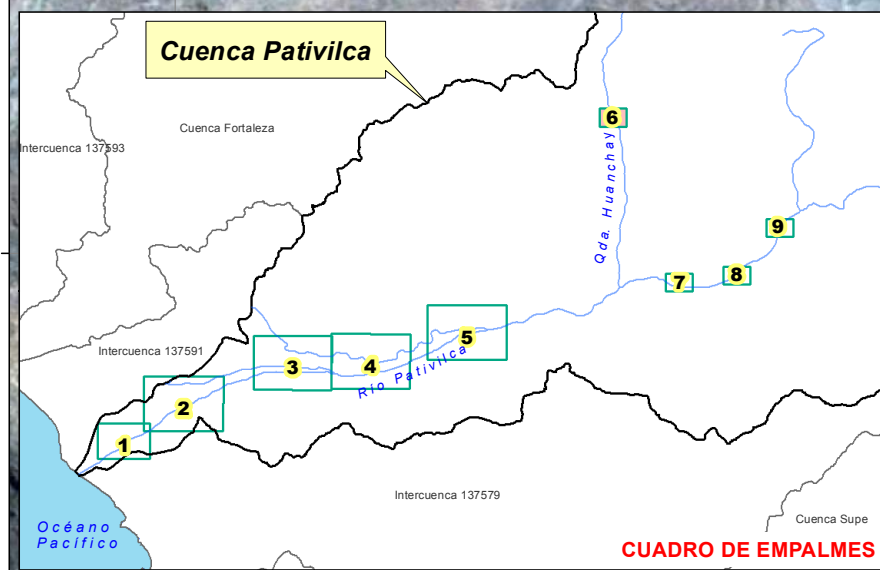 Cuenca Pativilca
Cuenca Fortaleza
Intercuenca 137593
6
Qda. Huanchay
9
8
7
5
Intercuenca 137591
3
4
Río Pativilca
2
1
Intercuenca 137579
Océano
Pacífico
Cuenca Supe
CUADRO DE EMPALMES